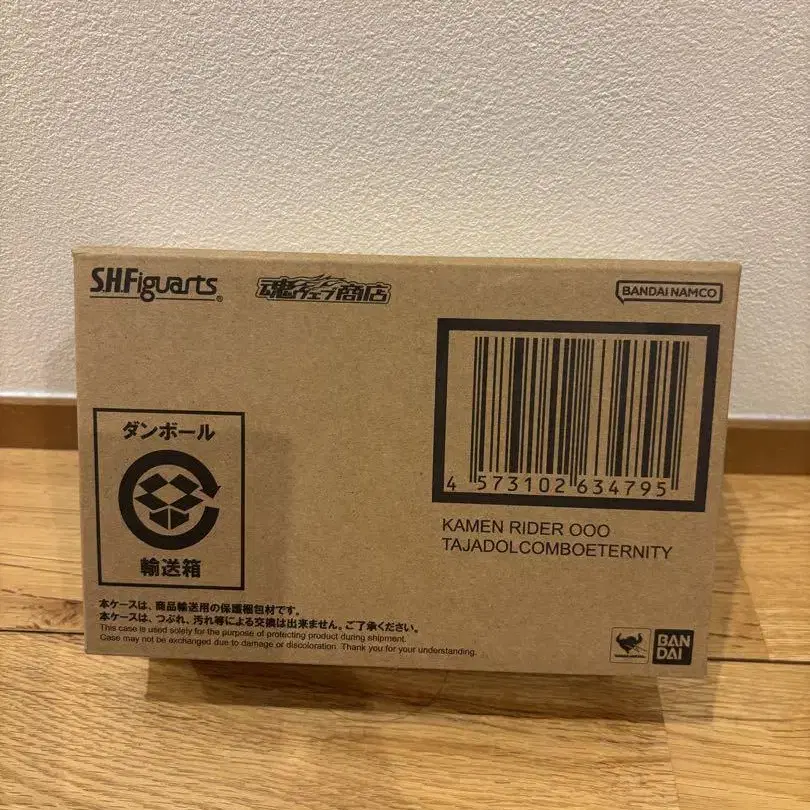 S.H.Figuarts®
魂ウェブ商店
BANDAI NAMCO
4 573102 634795
KAMEN RIDER OOO
TAJADOLCOMBOETERNITY
ダンボール
輸送箱
本ケースは、商品輸送用の保護梱包材です。
本ケースは、つぶれ、汚れ等による交換は出来ません。ご了承ください。
This case is used solely for the purpose of protecting product during shipment.
Case may not be exchanged due to damage or discoloration. Thank you for your understanding.
BAN
DAI